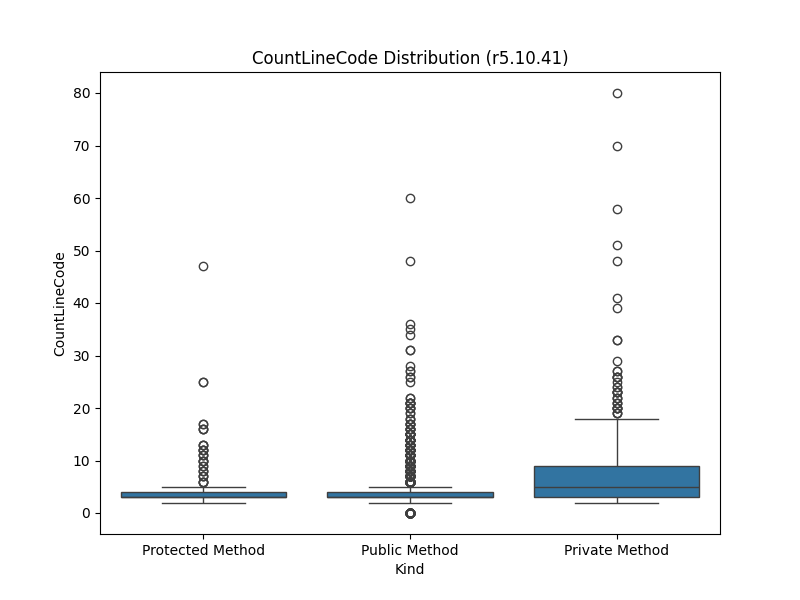 CountLineCode Distribution (r5.10.41)
CountLineCode
80
70
60
50
40
30
20
10
0
Protected Method
Public Method
Private Method
Kind